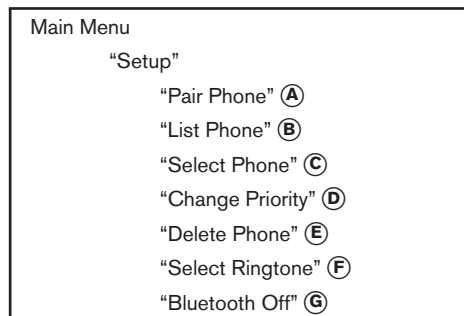 Main Menu
“Setup”
“Pair Phone” Ⓐ
“List Phone” Ⓑ
“Select Phone” Ⓒ
“Change Priority” Ⓓ
“Delete Phone” Ⓔ
“Select Ringtone” Ⓕ
“Bluetooth Off” Ⓖ